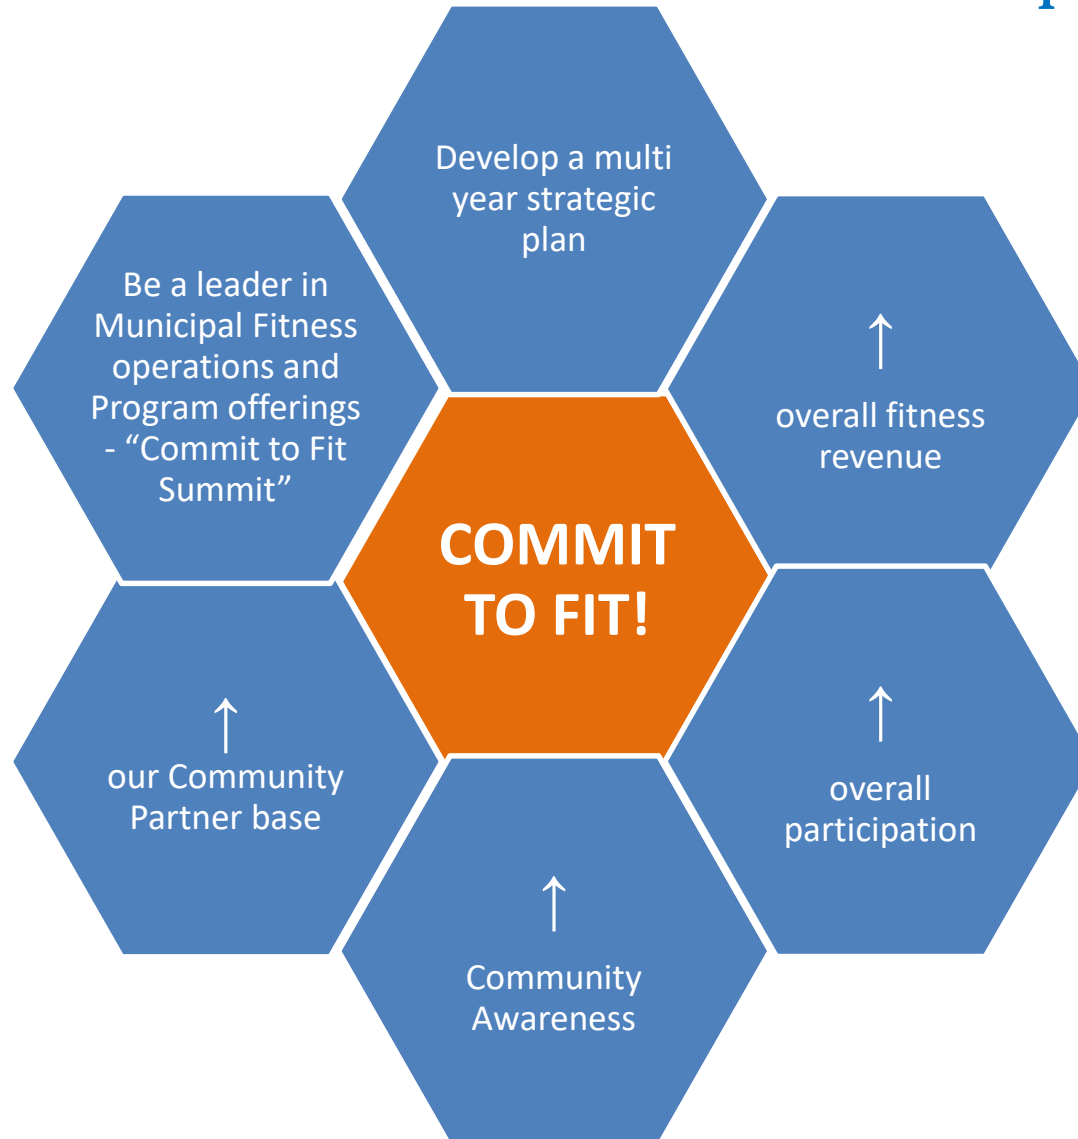 Develop a multi
year strategic
plan
↑
overall fitness
revenue
↑
overall
participation
↑
Community
Awareness
↑
our Community
Partner base
Be a leader in
Municipal Fitness
operations and
Program offerings
- “Commit to Fit
Summit”
COMMIT
TO FIT!